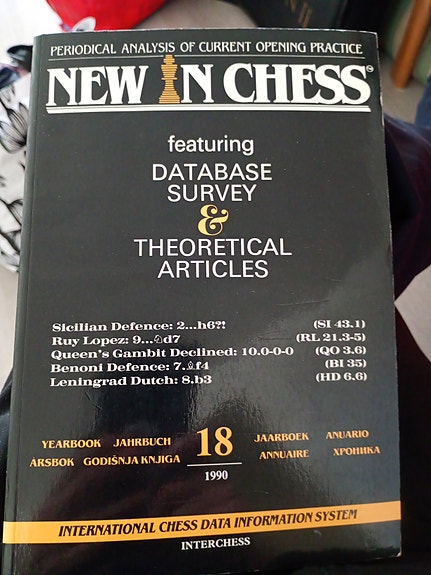 PERIODICAL ANALYSIS OF CURRENT OPENING PRACTICE
NEW IN CHESS™
featuring
DATABASE
SURVEY
&
THEORETICAL
ARTICLES
Sicilian Defence: 2...h6?! (SI 43.1)
Ruy Lopez: 9...♘d7 (RL 21.3-5)
Queen's Gambit Declined: 10.0-0-0 (QO 3.6)
Benoni Defence: 7.♗f4 (BI 35)
Leningrad Dutch: 8.b3 (HD 6.6)
YEARBOOK JAHRBUCH 18 JAARBOEK ANUARIO
ÅRSBOK GODIŠNJA KNJIGA ANNUAIRE ХРОНИКА
1990
INTERNATIONAL CHESS DATA INFORMATION SYSTEM
INTERCHESS